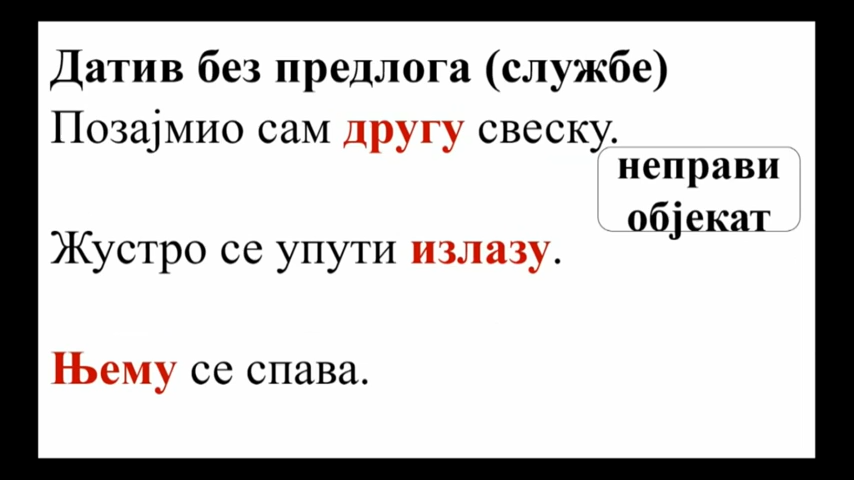 Датив без предлога (службе)
Позајмио сам другу свеску.
неправи
објекат
Жустро се упути излазу.
Њему се спава.